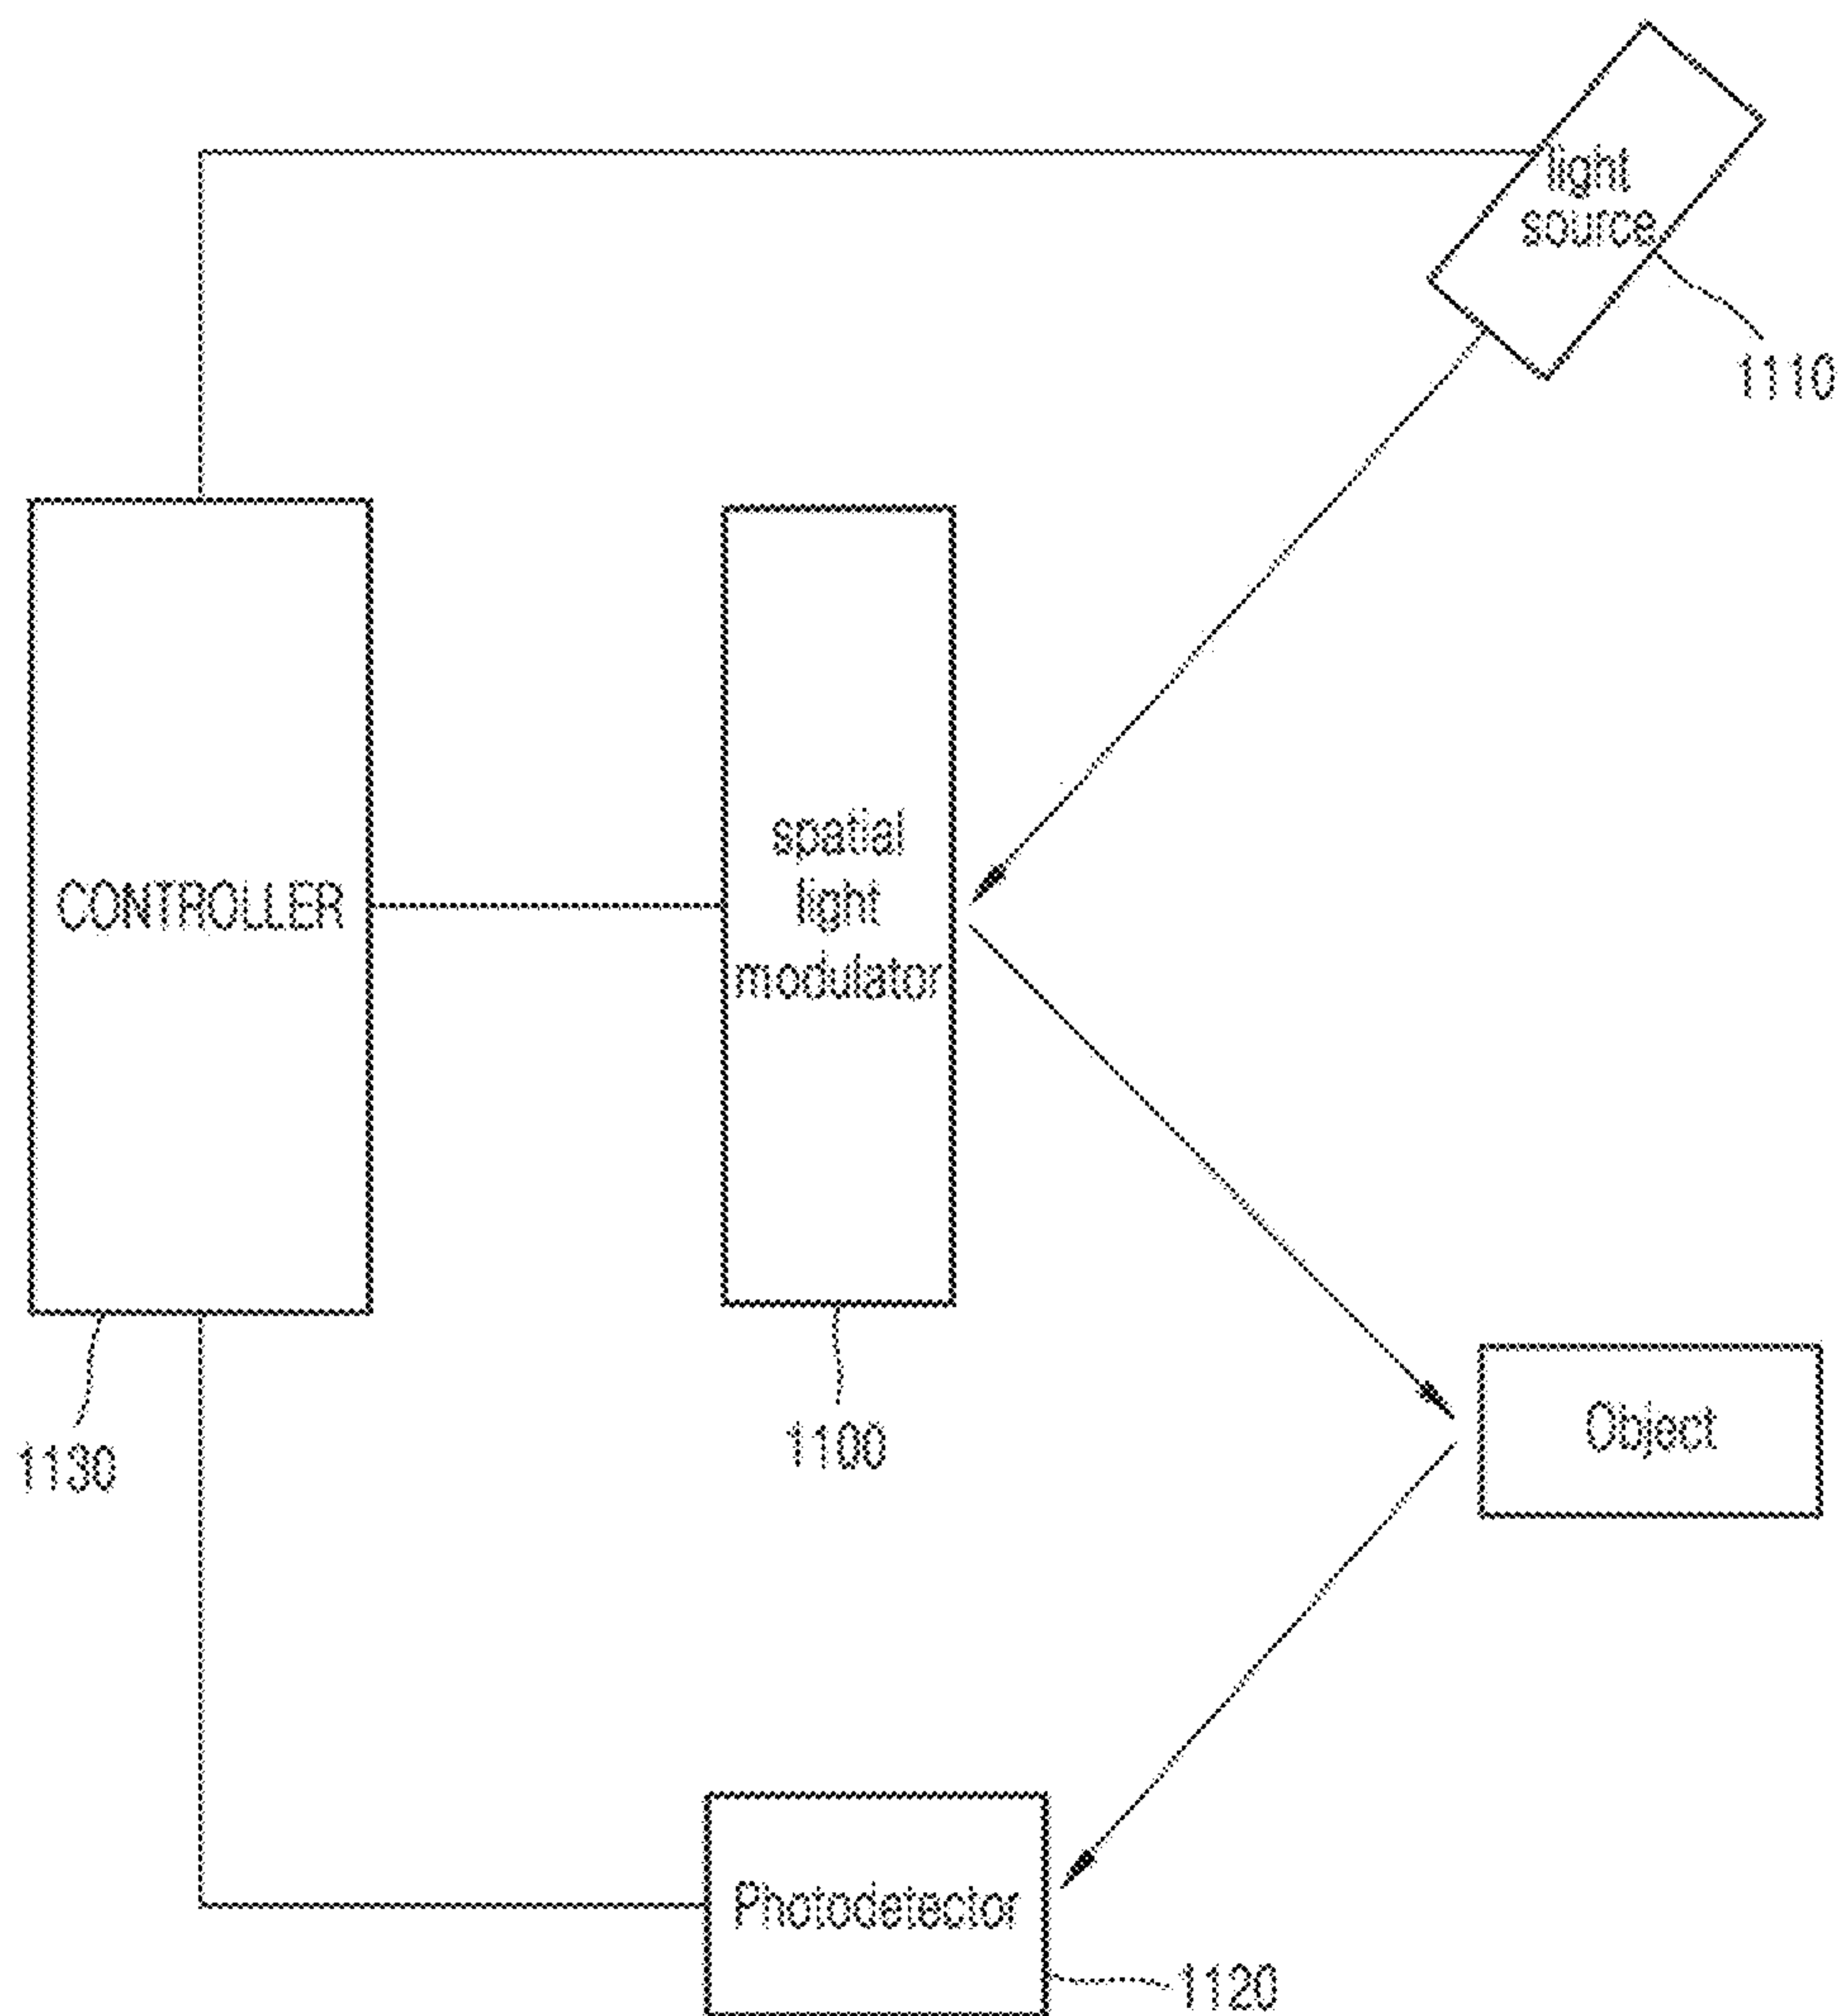 light
source
1110
spatial
light
modulator
CONTROLLER
1130
1100
Object
Photodetector
1120